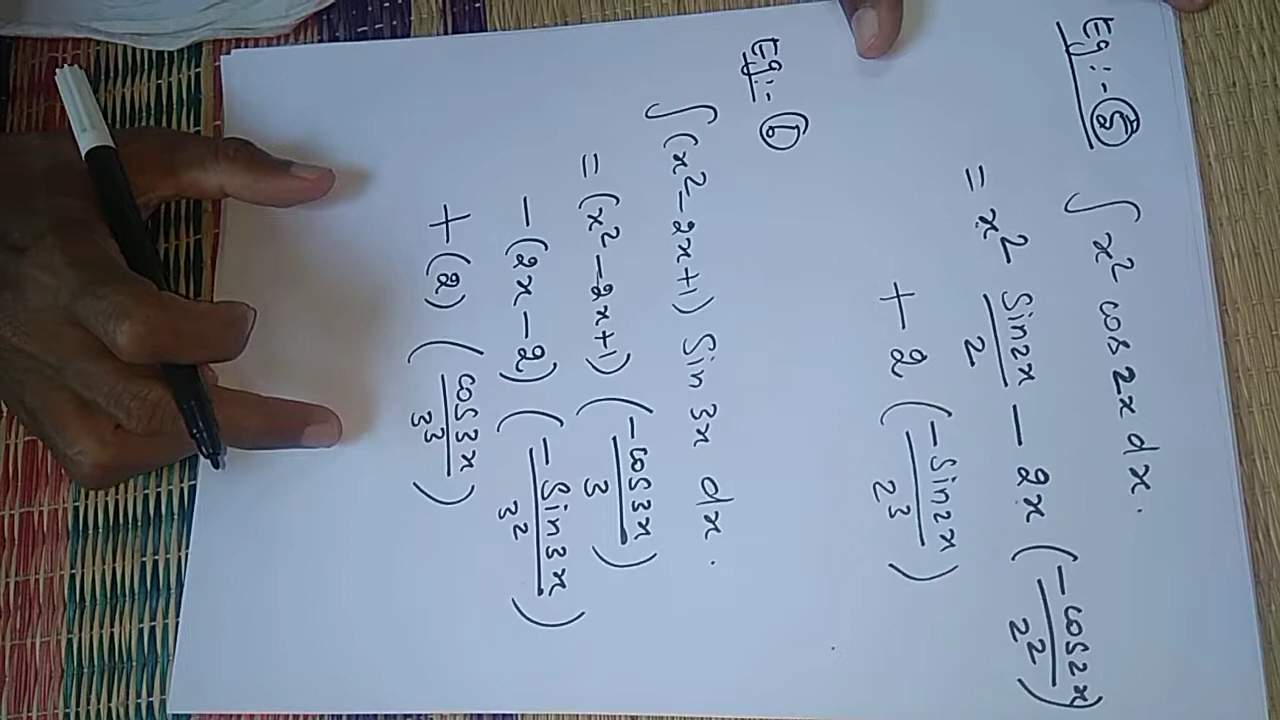 Eg:- ⑤ ∫ x² cos 2x dx.
= x² Sin2x/2 - 2x (-cos2x/2²)
+ 2 (-Sin2x/2³)
Eg:- ⑥
∫ (x² - 2x + 1) Sin 3x dx.
= (x² - 2x + 1) (-cos3x/3)
- (2x - 2) (-Sin3x/3²)
+ (2) (cos3x/3³)